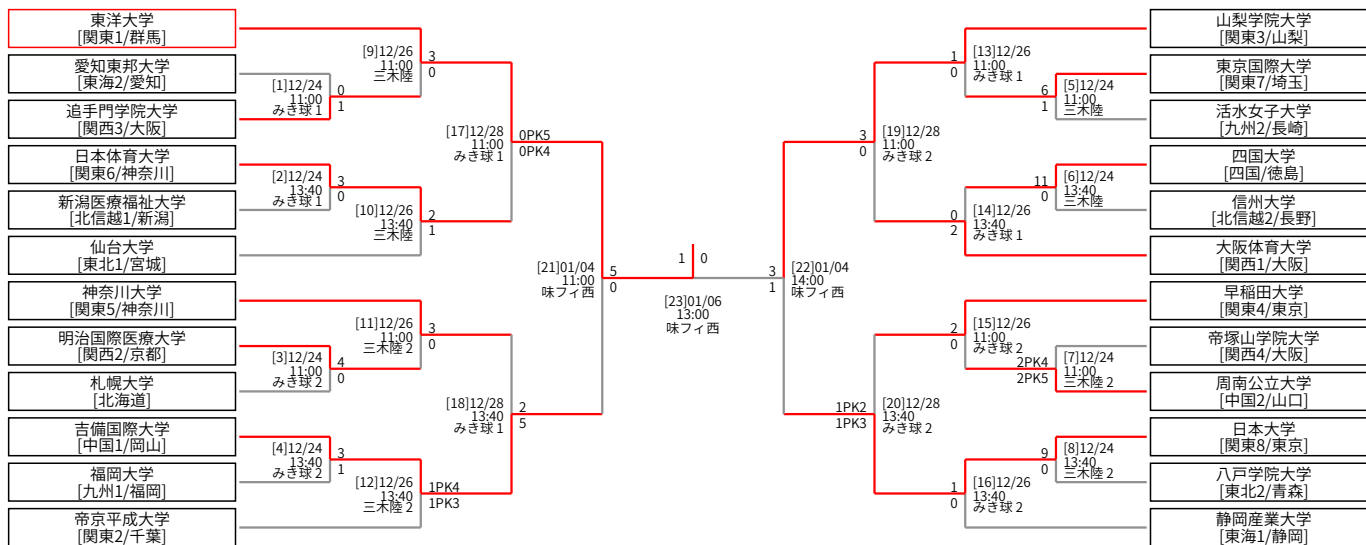 東洋大学
[関東1/群馬]
愛知東邦大学
[東海2/愛知]
追手門学院大学
[関西3/大阪]
日本体育大学
[関東6/神奈川]
新潟医療福祉大学
[北信越1/新潟]
仙台大学
[東北1/宮城]
神奈川大学
[関東5/神奈川]
明治国際医療大学
[関西2/京都]
札幌大学
[北海道]
吉備国際大学
[中国1/岡山]
福岡大学
[九州1/福岡]
帝京平成大学
[関東2/千葉]
[1]12/24
11:00
みき球 1
0
1
[2]12/24
13:40
みき球 1
3
0
[3]12/24
11:00
みき球 2
4
0
[4]12/24
13:40
みき球 2
3
1
[9]12/26
11:00
三木陸
3
0
[10]12/26
13:40
三木陸
2
1
[11]12/26
11:00
三木陸 2
3
0
[12]12/26
13:40
三木陸 2
1PK4
1PK3
[17]12/28
11:00
みき球 1
0PK5
0PK4
[18]12/28
13:40
みき球 1
2
5
[21]01/04
11:00
味フィ西
5
0
1
0
[23]01/06
13:00
味フィ西
3
1
[22]01/04
14:00
味フィ西
3
0
[19]12/28
11:00
みき球 2
1PK2
1PK3
[20]12/28
13:40
みき球 2
1
0
[13]12/26
11:00
みき球 1
0
2
[14]12/26
13:40
みき球 1
2
0
[15]12/26
11:00
みき球 2
1
0
[16]12/26
13:40
みき球 2
6
1
[5]12/24
11:00
三木陸
11
0
[6]12/24
13:40
三木陸
2PK4
2PK5
[7]12/24
11:00
三木陸 2
9
0
[8]12/24
13:40
三木陸 2
山梨学院大学
[関東3/山梨]
東京国際大学
[関東7/埼玉]
活水女子大学
[九州2/長崎]
四国大学
[四国/徳島]
信州大学
[北信越2/長野]
大阪体育大学
[関西1/大阪]
早稲田大学
[関東4/東京]
帝塚山学院大学
[関西4/大阪]
周南公立大学
[中国2/山口]
日本大学
[関東8/東京]
八戸学院大学
[東北2/青森]
静岡産業大学
[東海1/静岡]